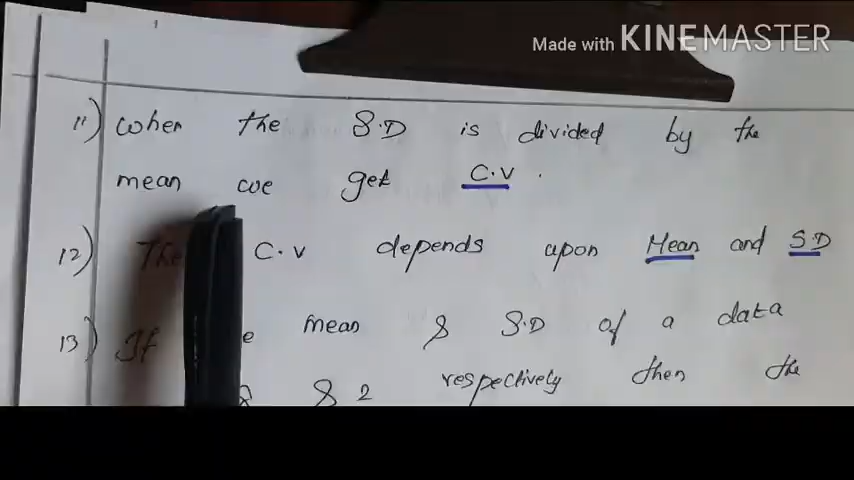 Made with KINEMASTER
11) When the S.D is divided by the
mean we get C.V.
12) The C.V depends upon Mean and S.D
13) If e mean & S.D of a data
& 2 respectively then the